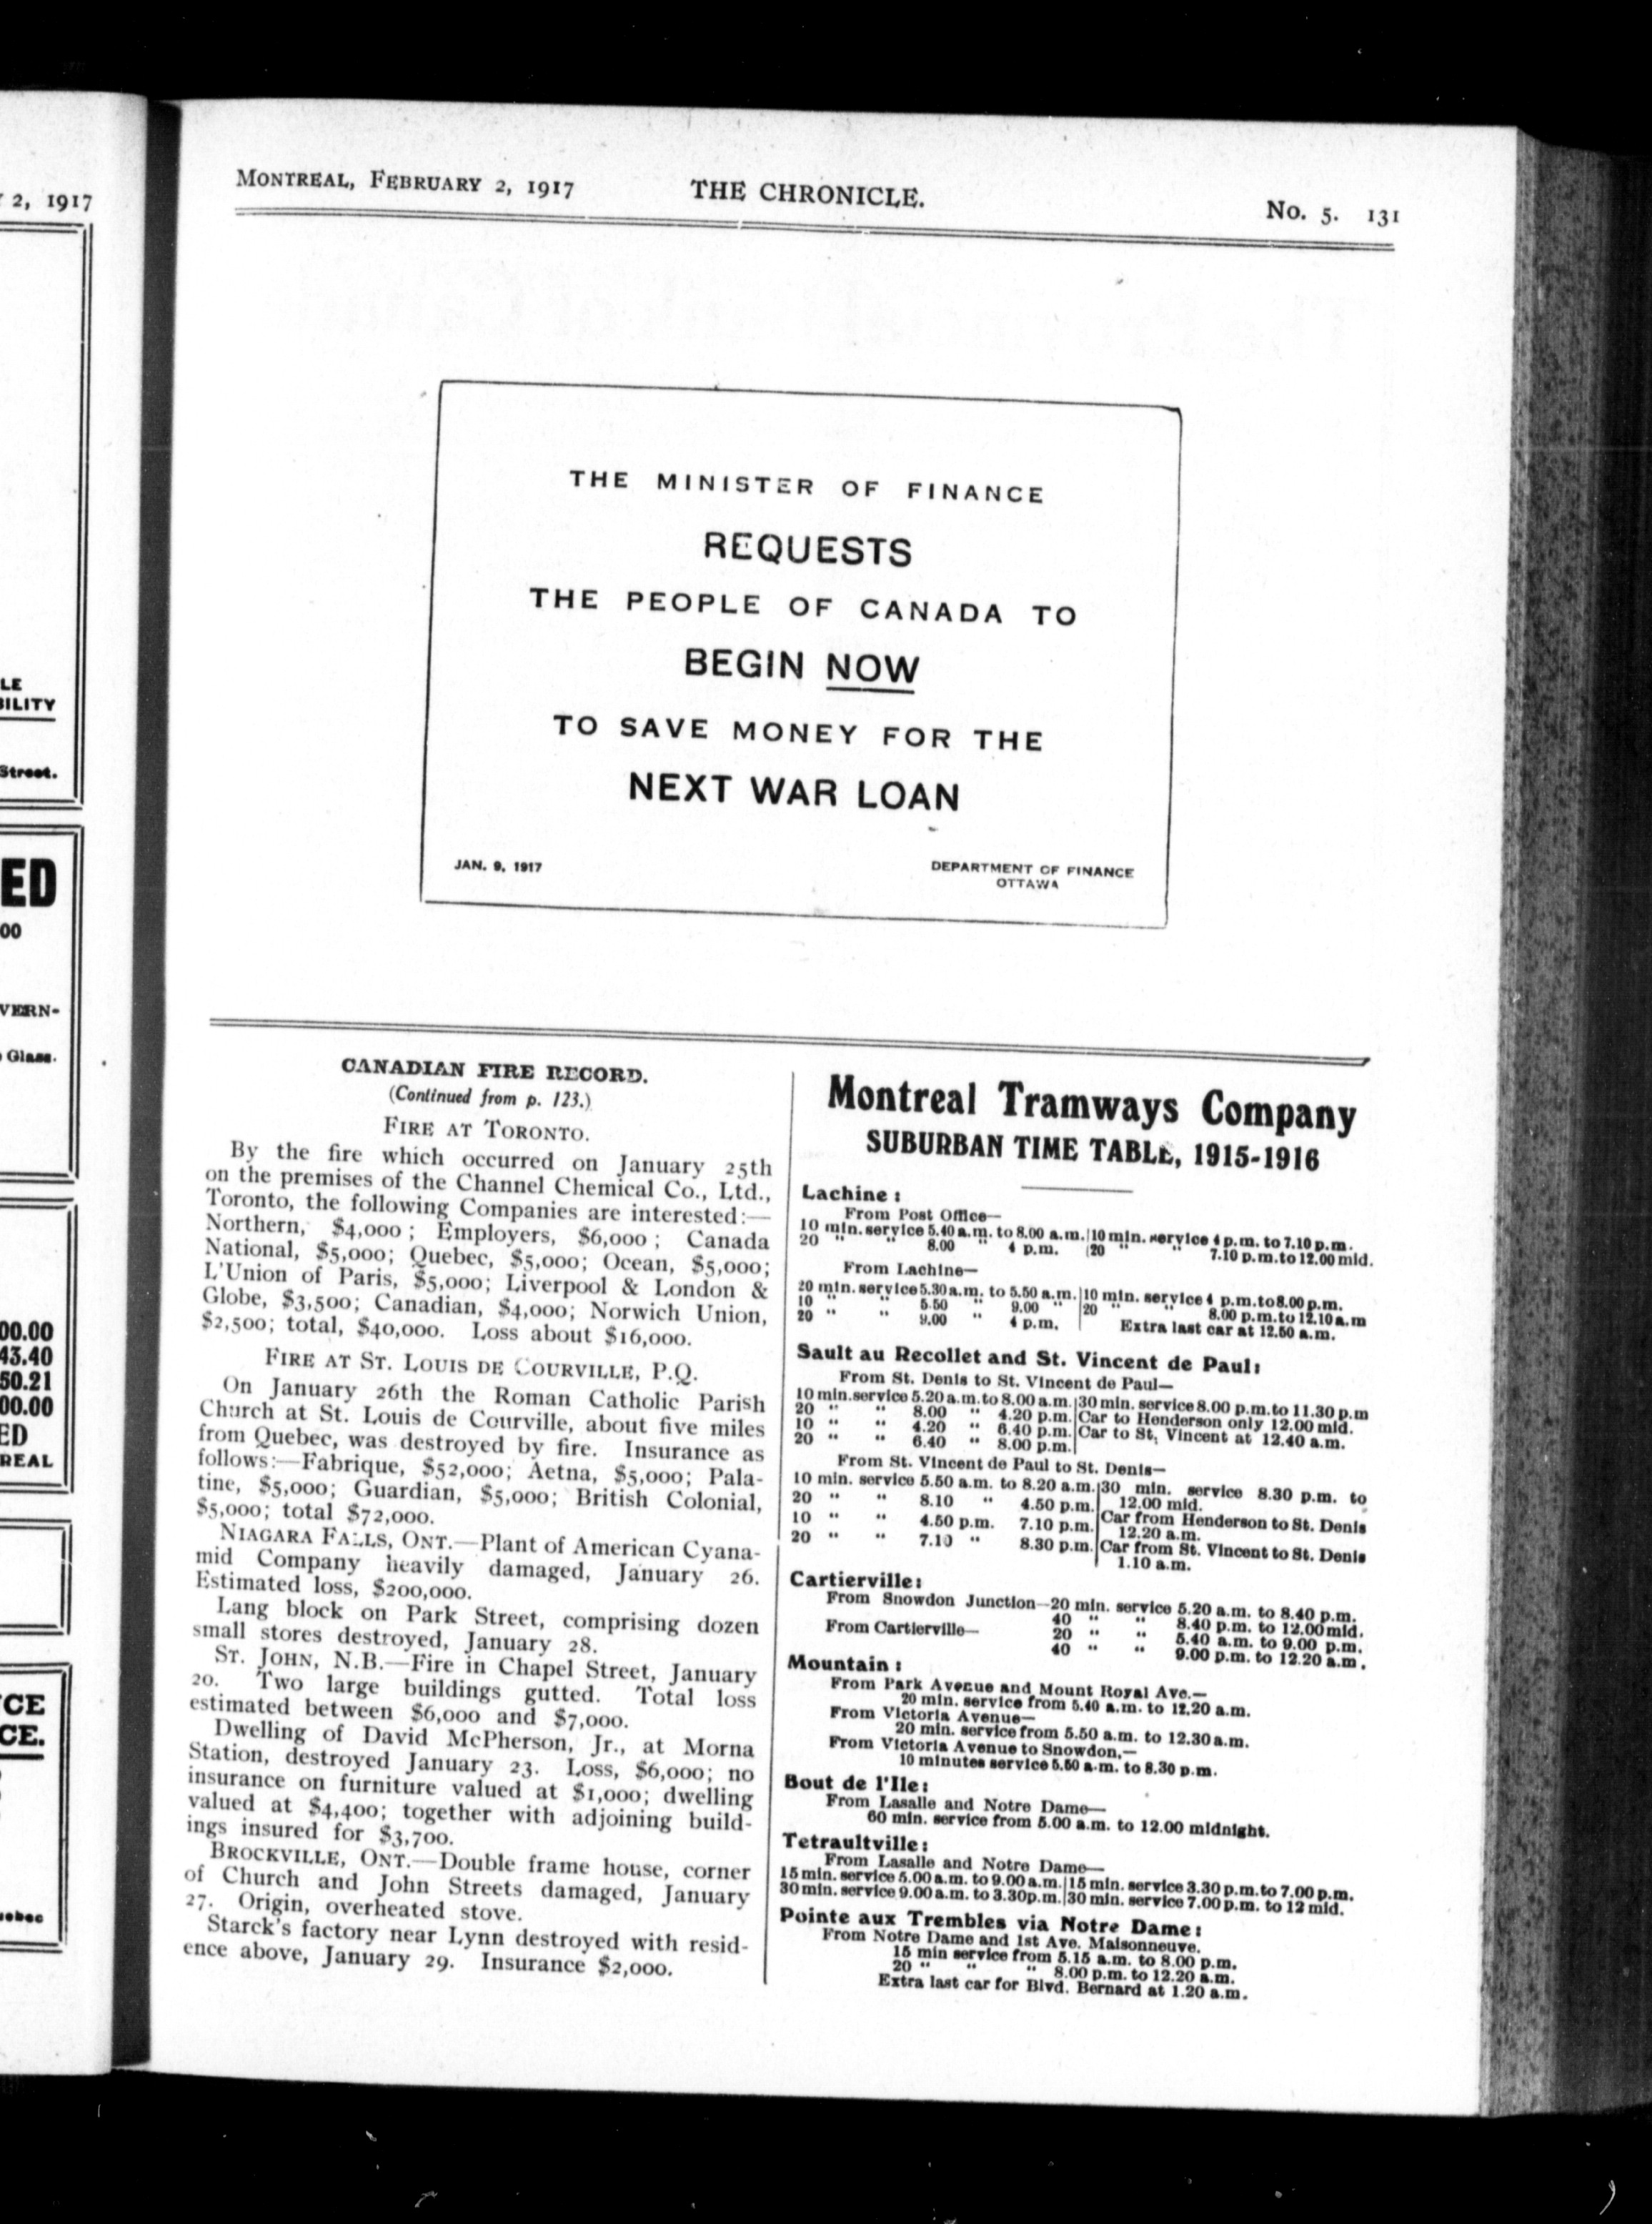 2, 1917
LE
BILITY
Street.
ED
00
VERN-
Glass.
00.00
43.40
50.21
00.00
ED
REAL
CE
CE.
MONTREAL, FEBRUARY 2, 1917 THE CHRONICLE. No. 5. 131
THE MINISTER OF FINANCE
REQUESTS
THE PEOPLE OF CANADA TO
BEGIN NOW
TO SAVE MONEY FOR THE
NEXT WAR LOAN
JAN. 9, 1917 DEPARTMENT OF FINANCE
OTTAWA
CANADIAN FIRE RECORD.
(Continued from p. 123.)
FIRE AT TORONTO.
By the fire which occurred on January 25th
on the premises of the Channel Chemical Co., Ltd.,
Toronto, the following Companies are interested:—
Northern, $4,000; Employers, $6,000; Canada
National, $5,000; Quebec, $5,000; Ocean, $5,000;
L'Union of Paris, $5,000; Liverpool & London &
Globe, $3,500; Canadian, $4,000; Norwich Union,
$2,500; total, $40,000. Loss about $16,000.
FIRE AT ST. LOUIS DE COURVILLE, P.Q.
On January 26th the Roman Catholic Parish
Church at St. Louis de Courville, about five miles
from Quebec, was destroyed by fire. Insurance as
follows:—Fabrique, $52,000; Aetna, $5,000; Pala-
tine, $5,000; Guardian, $5,000; British Colonial,
$5,000; total $72,000.
NIAGARA FALLS, ONT.—Plant of American Cyana-
mid Company heavily damaged, January 26.
Estimated loss, $200,000.
Lang block on Park Street, comprising dozen
small stores destroyed, January 28.
ST. JOHN, N.B.—Fire in Chapel Street, January
20. Two large buildings gutted. Total loss
estimated between $6,000 and $7,000.
Dwelling of David McPherson, Jr., at Morna
Station, destroyed January 23. Loss, $6,000; no
insurance on furniture valued at $1,000; dwelling
valued at $4,400; together with adjoining build-
ings insured for $3,700.
BROCKVILLE, ONT.—Double frame house, corner
of Church and John Streets damaged, January
27. Origin, overheated stove.
Starck's factory near Lynn destroyed with resid-
ence above, January 29. Insurance $2,000.
Montreal Tramways Company
SUBURBAN TIME TABLE, 1915-1916
Lachine:
From Post Office—
10 min. service 5.40 a.m. to 8.00 a.m. 10 min. service 4 p.m. to 7.10 p.m.
20 " " 8.00 " 4 p.m. 20 " " 7.10 p.m. to 12.00 mid.
From Lachine—
20 min. service 5.30 a.m. to 5.50 a.m. 10 min. service 4 p.m. to 8.00 p.m.
10 " " 5.50 " 9.00 " 20 " " 8.00 p.m. to 12.10 a.m
20 " " 9.00 " 4 p.m. Extra last car at 12.50 a.m.
Sault au Recollet and St. Vincent de Paul:
From St. Denis to St. Vincent de Paul—
10 min. service 5.20 a.m. to 8.00 a.m. 30 min. service 8.00 p.m. to 11.30 p.m
20 " " 8.00 " 4.20 p.m. Car to Henderson only 12.00 mid.
10 " " 4.20 " 6.40 p.m. Car to St. Vincent at 12.40 a.m.
20 " " 6.40 " 8.00 p.m.
From St. Vincent de Paul to St. Denis—
10 min. service 5.50 a.m. to 8.20 a.m. 30 min. service 8.30 p.m. to
12.00 mid.
20 " " 8.10 " 4.50 p.m. Car from Henderson to St. Denis
10 " " 4.50 p.m. 7.10 p.m. 12.20 a.m.
20 " " 7.10 " 8.30 p.m. Car from St. Vincent to St. Denis
1.10 a.m.
Cartierville:
From Snowdon Junction—20 min. service 5.20 a.m. to 8.40 p.m.
40 " " 8.40 p.m. to 12.00 mid.
From Cartierville— 20 " " 5.40 a.m. to 9.00 p.m.
40 " " 9.00 p.m. to 12.20 a.m.
Mountain:
From Park Avenue and Mount Royal Ave.—
20 min. service from 5.40 a.m. to 12.20 a.m.
From Victoria Avenue—
20 min. service from 5.50 a.m. to 12.30 a.m.
From Victoria Avenue to Snowdon,—
10 minutes service 5.50 a.m. to 8.30 p.m.
Bout de l'Ile:
From Lasalle and Notre Dame—
60 min. service from 5.00 a.m. to 12.00 midnight.
Tetraultville:
From Lasalle and Notre Dame—
15 min. service 5.00 a.m. to 9.00 a.m. 15 min. service 3.30 p.m. to 7.00 p.m.
30 min. service 9.00 a.m. to 3.30 p.m. 30 min. service 7.00 p.m. to 12 mid.
Pointe aux Trembles via Notre Dame:
From Notre Dame and 1st Ave. Maisonneuve.
15 min service from 5.15 a.m. to 8.00 p.m.
20 " " " 8.00 p.m. to 12.20 a.m.
Extra last car for Blvd. Bernard at 1.20 a.m.